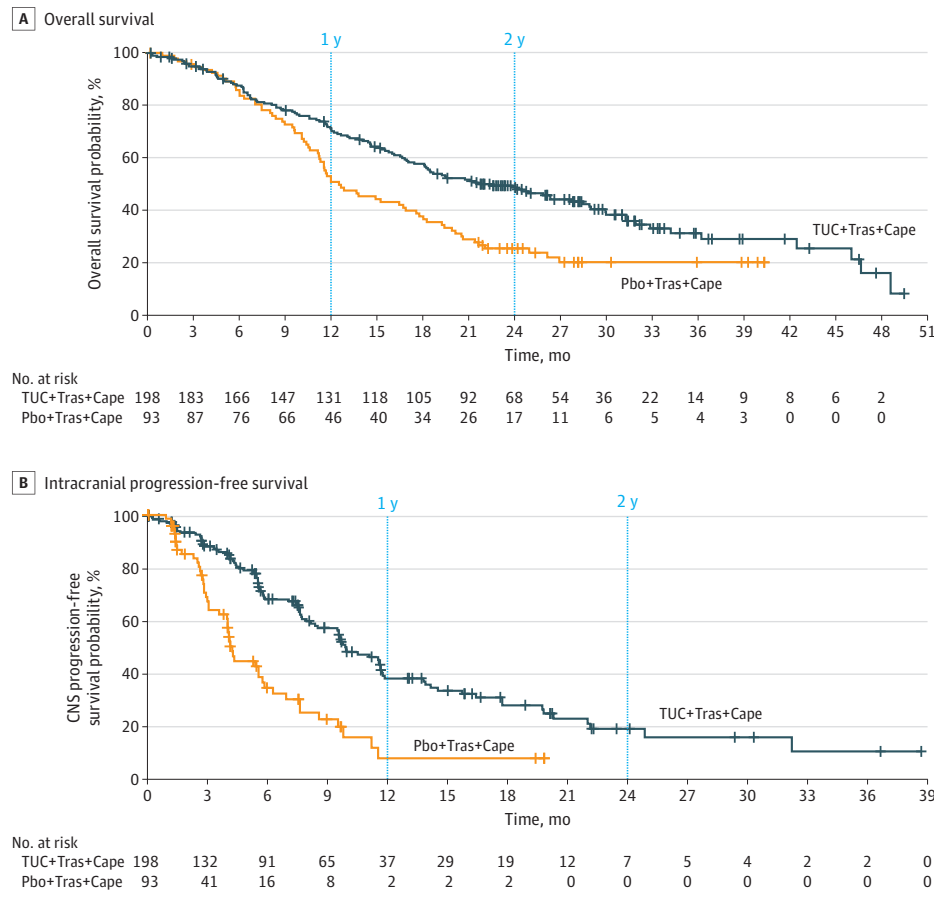 A Overall survival
1 y 2 y
100
80
60
40
20
0
Overall survival probability, %
TUC+Tras+Cape
Pbo+Tras+Cape
0 3 6 9 12 15 18 21 24 27 30 33 36 39 42 45 48 51
Time, mo
No. at risk
TUC+Tras+Cape 198 183 166 147 131 118 105 92 68 54 36 22 14 9 8 6 2
Pbo+Tras+Cape 93 87 76 66 46 40 34 26 17 11 6 5 4 3 0 0 0
B Intracranial progression-free survival
1 y 2 y
100
80
60
40
20
0
CNS progression-free
survival probability, %
TUC+Tras+Cape
Pbo+Tras+Cape
0 3 6 9 12 15 18 21 24 27 30 33 36 39
Time, mo
No. at risk
TUC+Tras+Cape 198 132 91 65 37 29 19 12 7 5 4 2 2 0
Pbo+Tras+Cape 93 41 16 8 2 2 2 0 0 0 0 0 0 0